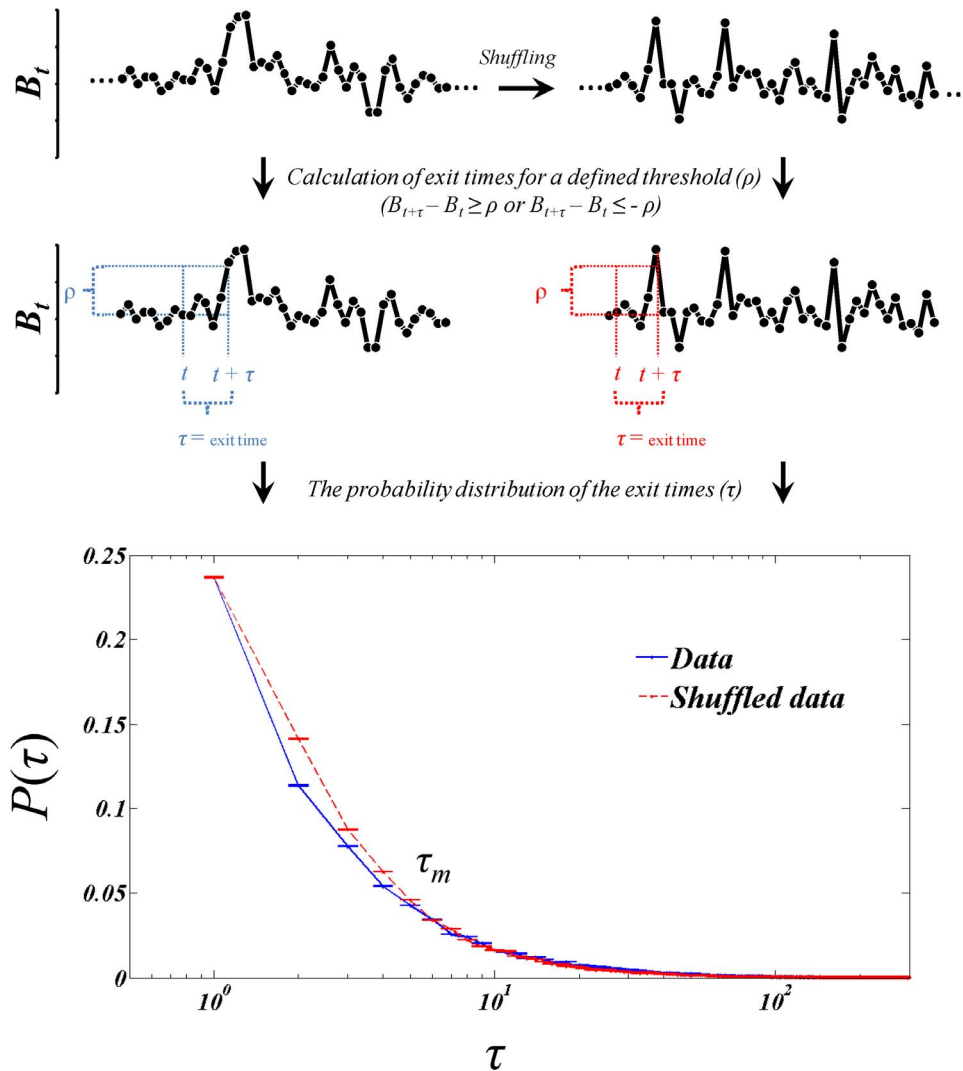 B_t
Shuffling
Calculation of exit times for a defined threshold (ρ)
(B_{t+τ} – B_t ≥ ρ or B_{t+τ} – B_t ≤ - ρ)
B_t
ρ
ρ
t t + τ
t t + τ
τ = exit time
τ = exit time
The probability distribution of the exit times (τ)
0.25
0.2
0.15
0.1
0.05
0
P(τ)
Data
Shuffled data
τ_m
10^0 10^1 10^2
τ